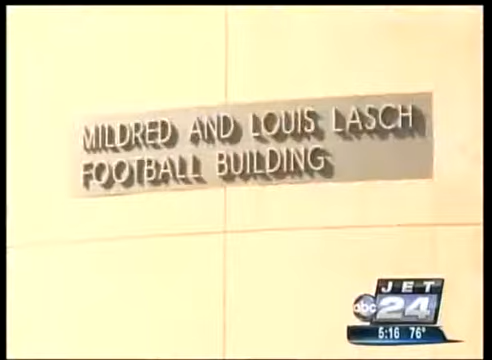 MILDRED AND LOUIS LASCH
FOOTBALL BUILDING
JET
abc 24
5:16 76°